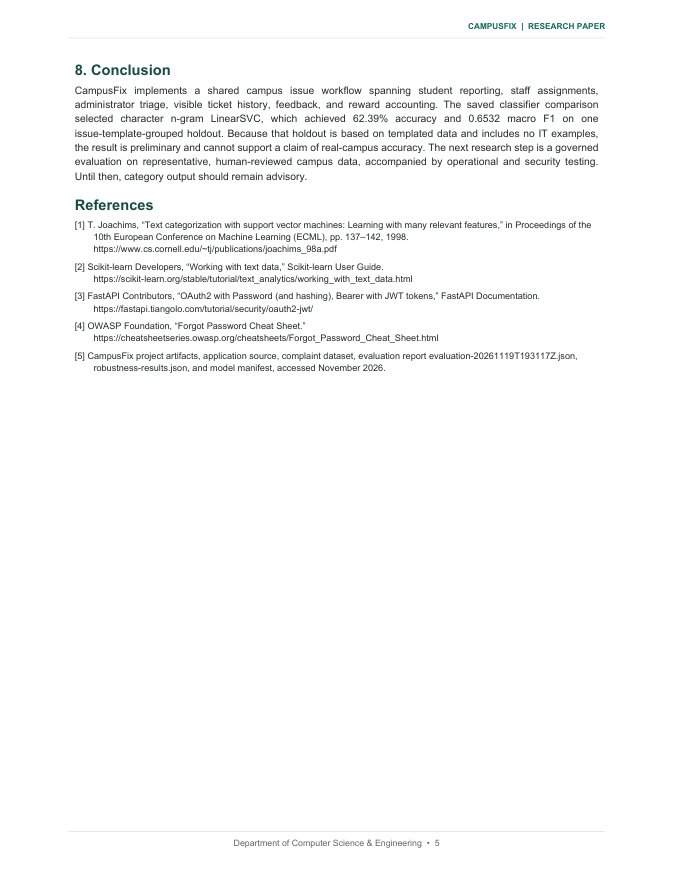 CAMPUSFIX | RESEARCH PAPER
8. Conclusion
CampusFix implements a shared campus issue workflow spanning student reporting, staff assignments,
administrator triage, visible ticket history, feedback, and reward accounting. The saved classifier comparison
selected character n-gram LinearSVC, which achieved 62.39% accuracy and 0.6532 macro F1 on one
issue-template-grouped holdout. Because that holdout is based on templated data and includes no IT examples,
the result is preliminary and cannot support a claim of real-campus accuracy. The next research step is a governed
evaluation on representative, human-reviewed campus data, accompanied by operational and security testing.
Until then, category output should remain advisory.
References
[1] T. Joachims, “Text categorization with support vector machines: Learning with many relevant features,” in Proceedings of the
10th European Conference on Machine Learning (ECML), pp. 137–142, 1998.
https://www.cs.cornell.edu/~tj/publications/joachims_98a.pdf
[2] Scikit-learn Developers, “Working with text data,” Scikit-learn User Guide.
https://scikit-learn.org/stable/tutorial/text_analytics/working_with_text_data.html
[3] FastAPI Contributors, “OAuth2 with Password (and hashing), Bearer with JWT tokens,” FastAPI Documentation.
https://fastapi.tiangolo.com/tutorial/security/oauth2-jwt/
[4] OWASP Foundation, “Forgot Password Cheat Sheet.”
https://cheatsheetseries.owasp.org/cheatsheets/Forgot_Password_Cheat_Sheet.html
[5] CampusFix project artifacts, application source, complaint dataset, evaluation report evaluation-20261119T193117Z.json,
robustness-results.json, and model manifest, accessed November 2026.
Department of Computer Science & Engineering • 5